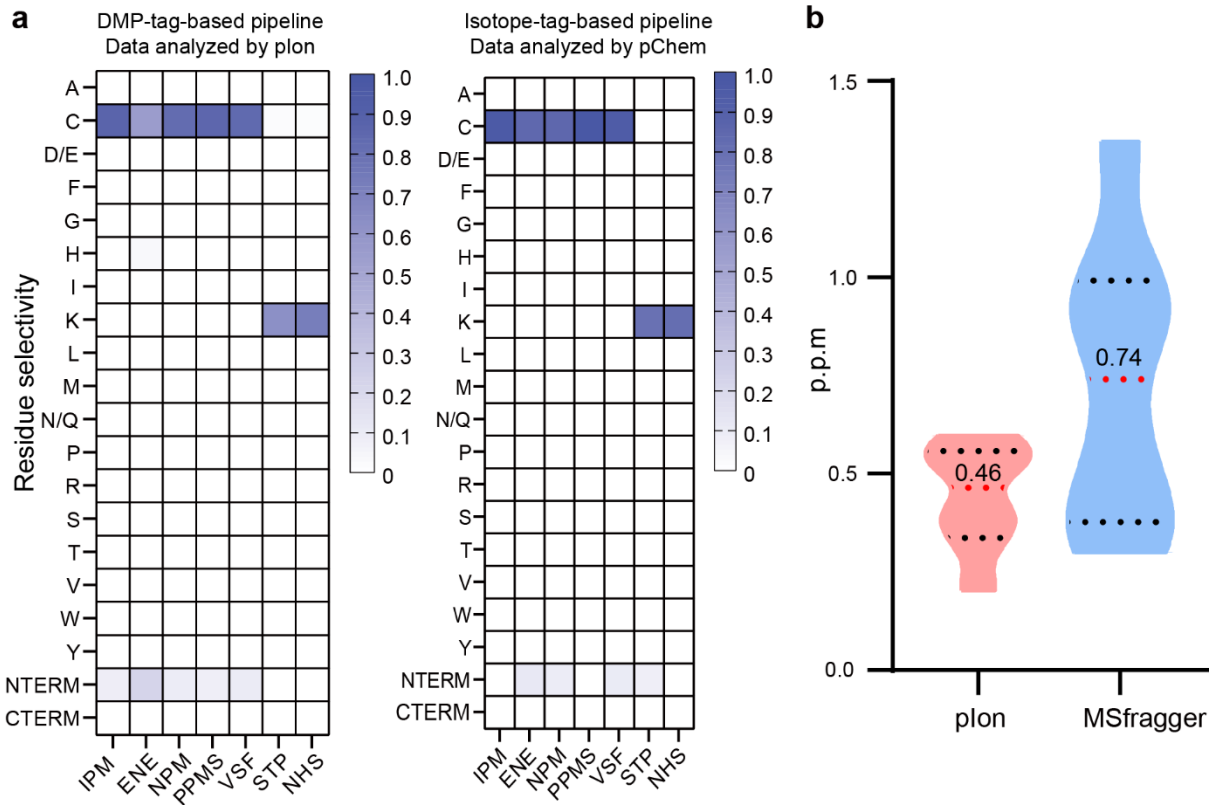 a
DMP-tag-based pipeline
Data analyzed by pIon
Residue selectivity
A
C
D/E
F
G
H
I
K
L
M
N/Q
P
R
S
T
V
W
Y
NTERM
CTERM
IPM
ENE
NPM
PPMS
VSF
STP
NHS
1.0
0.9
0.8
0.7
0.6
0.5
0.4
0.3
0.2
0.1
0
Isotope-tag-based pipeline
Data analyzed by pChem
A
C
D/E
F
G
H
I
K
L
M
N/Q
P
R
S
T
V
W
Y
NTERM
CTERM
IPM
ENE
NPM
PPMS
VSF
STP
NHS
1.0
0.9
0.8
0.7
0.6
0.5
0.4
0.3
0.2
0.1
0
b
p.p.m
1.5
1.0
0.5
0.0
0.46
0.74
pIon
MSfragger